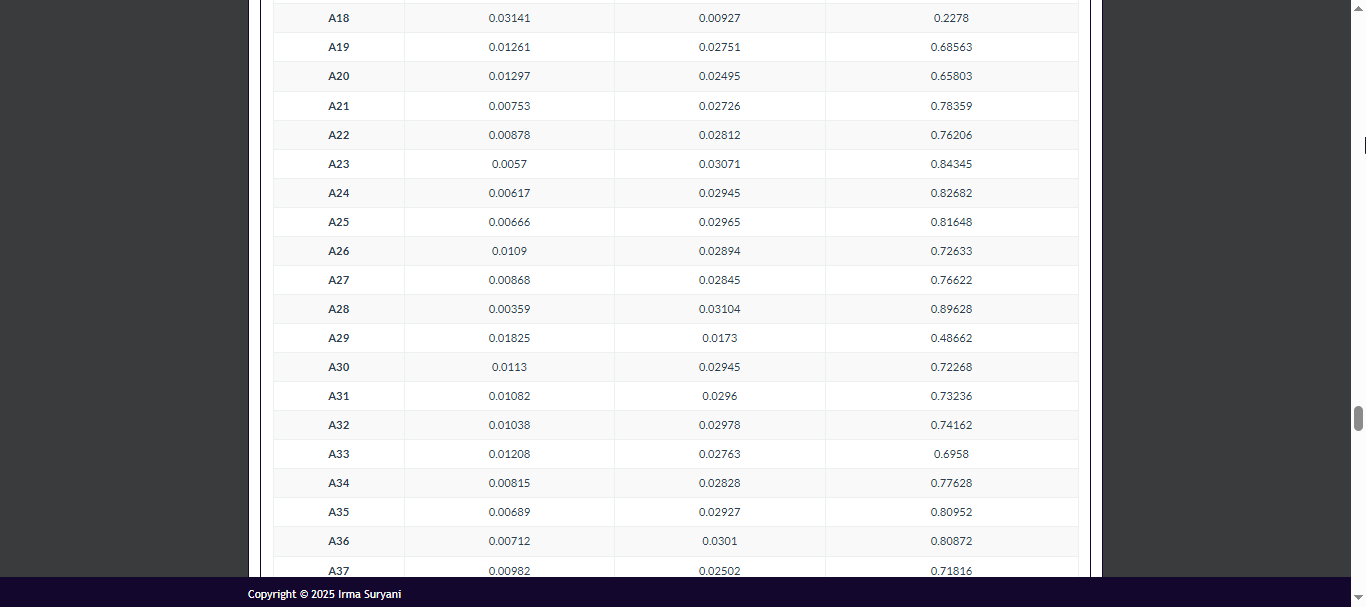 A18 0.03141 0.00927 0.2278
A19 0.01261 0.02751 0.68563
A20 0.01297 0.02495 0.65803
A21 0.00753 0.02726 0.78359
A22 0.00878 0.02812 0.76206
A23 0.0057 0.03071 0.84345
A24 0.00617 0.02945 0.82682
A25 0.00666 0.02965 0.81648
A26 0.0109 0.02894 0.72633
A27 0.00868 0.02845 0.76622
A28 0.00359 0.03104 0.89628
A29 0.01825 0.0173 0.48662
A30 0.0113 0.02945 0.72268
A31 0.01082 0.0296 0.73236
A32 0.01038 0.02978 0.74162
A33 0.01208 0.02763 0.6958
A34 0.00815 0.02828 0.77628
A35 0.00689 0.02927 0.80952
A36 0.00712 0.0301 0.80872
A37 0.00982 0.02502 0.71816
Copyright © 2025 Irma Suryani